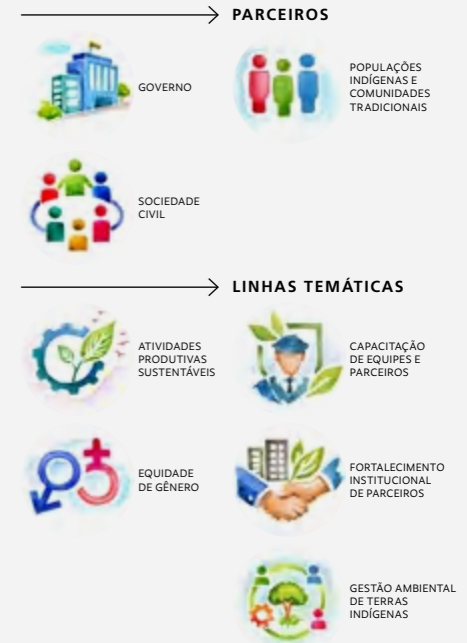 PARCEIROS
GOVERNO
POPULAÇÕES
INDÍGENAS E
COMUNIDADES
TRADICIONAIS
SOCIEDADE
CIVIL
LINHAS TEMÁTICAS
ATIVIDADES
PRODUTIVAS
SUSTENTÁVEIS
CAPACITAÇÃO
DE EQUIPES E
PARCEIROS
EQUIDADE
DE GÊNERO
FORTALECIMENTO
INSTITUCIONAL
DE PARCEIROS
GESTÃO AMBIENTAL
DE TERRAS
INDÍGENAS